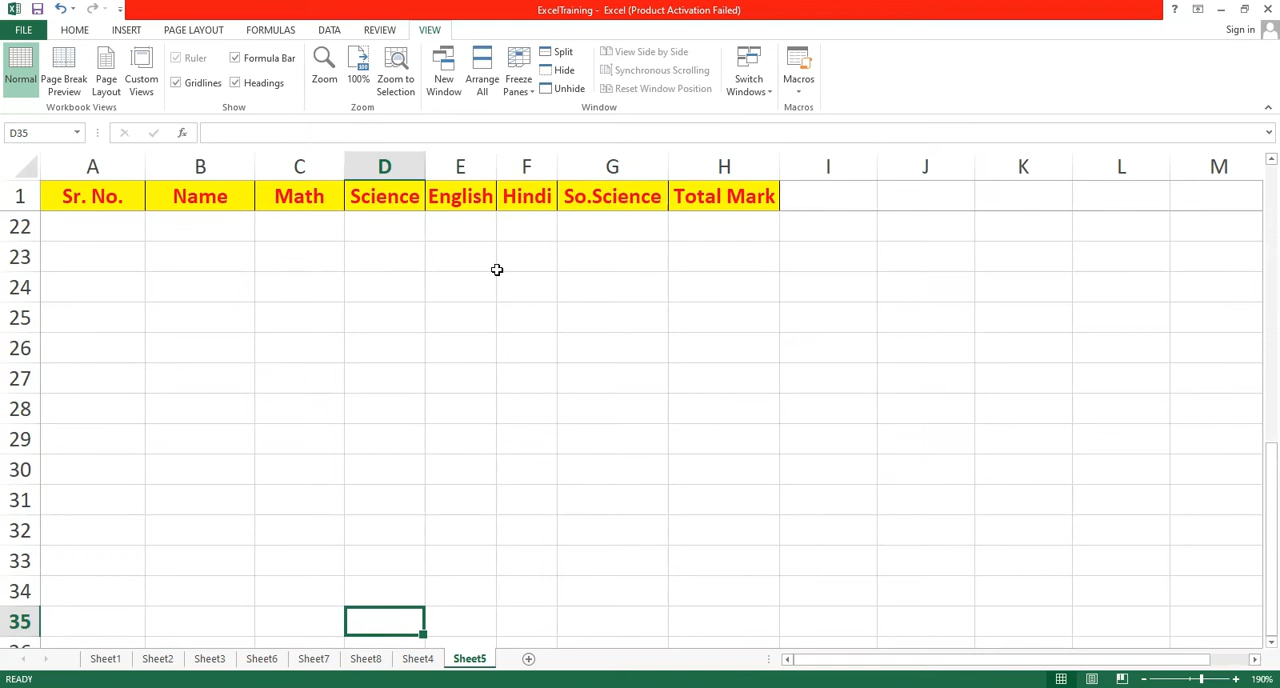 ExcelTraining - Excel (Product Activation Failed)
?
FILE HOME INSERT PAGE LAYOUT FORMULAS DATA REVIEW VIEW Sign in
Normal
Page Break Preview
Page Layout
Custom Views
Workbook Views
Ruler
Formula Bar
Gridlines
Headings
Show
Zoom
100%
Zoom to Selection
Zoom
New Window
Arrange All
Freeze Panes
Split
Hide
Unhide
View Side by Side
Synchronous Scrolling
Reset Window Position
Window
Switch Windows
Macros
Macros
D35 fx
A B C D E F G H I J K L M
1 Sr. No. Name Math Science English Hindi So.Science Total Mark
22
23
24
25
26
27
28
29
30
31
32
33
34
35
Sheet1 Sheet2 Sheet3 Sheet6 Sheet7 Sheet8 Sheet4 Sheet5
READY 190%